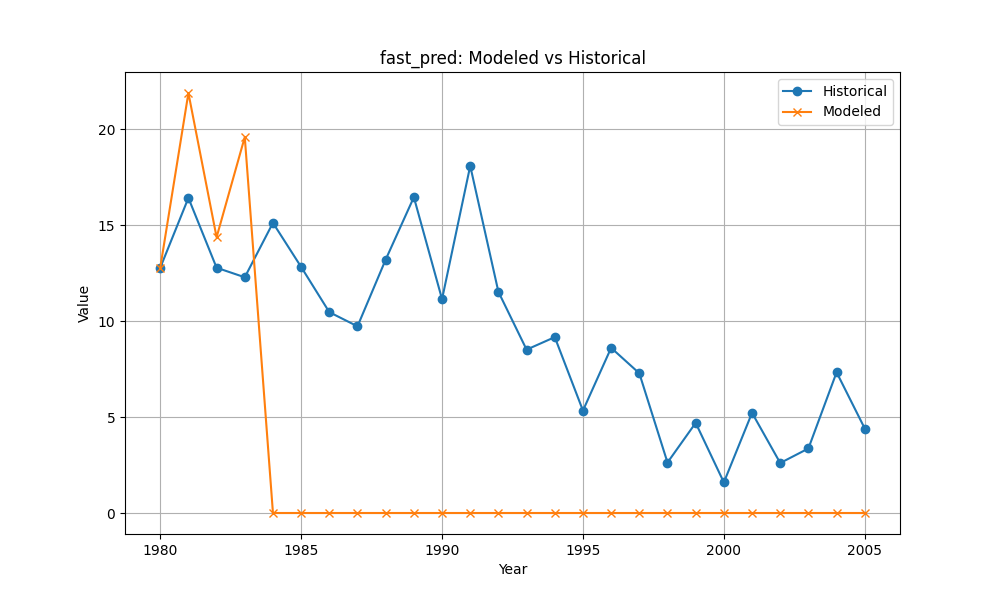 fast_pred: Modeled vs Historical
Historical
Modeled
Value
20
15
10
5
0
1980 1985 1990 1995 2000 2005
Year